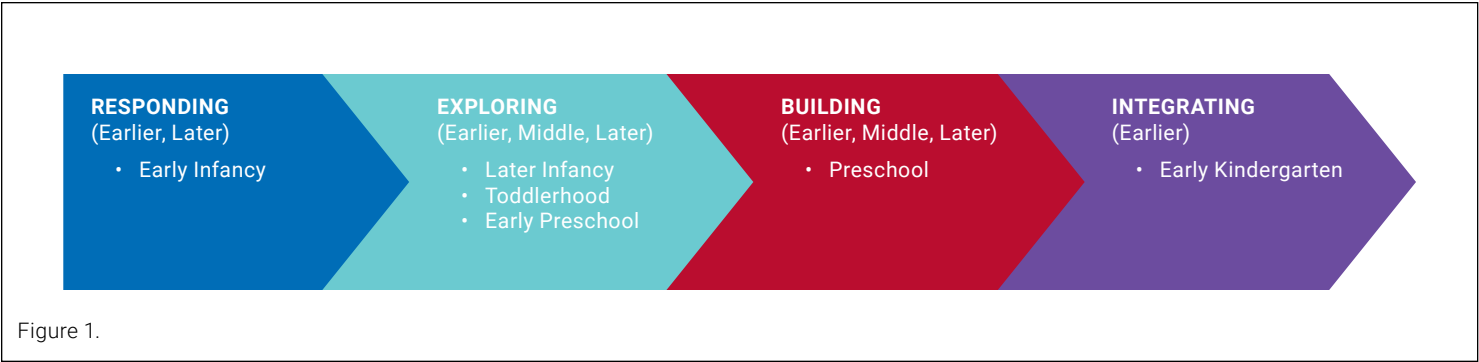 RESPONDING
(Earlier, Later)
• Early Infancy
EXPLORING
(Earlier, Middle, Later)
• Later Infancy
• Toddlerhood
• Early Preschool
BUILDING
(Earlier, Middle, Later)
• Preschool
INTEGRATING
(Earlier)
• Early Kindergarten
Figure 1.